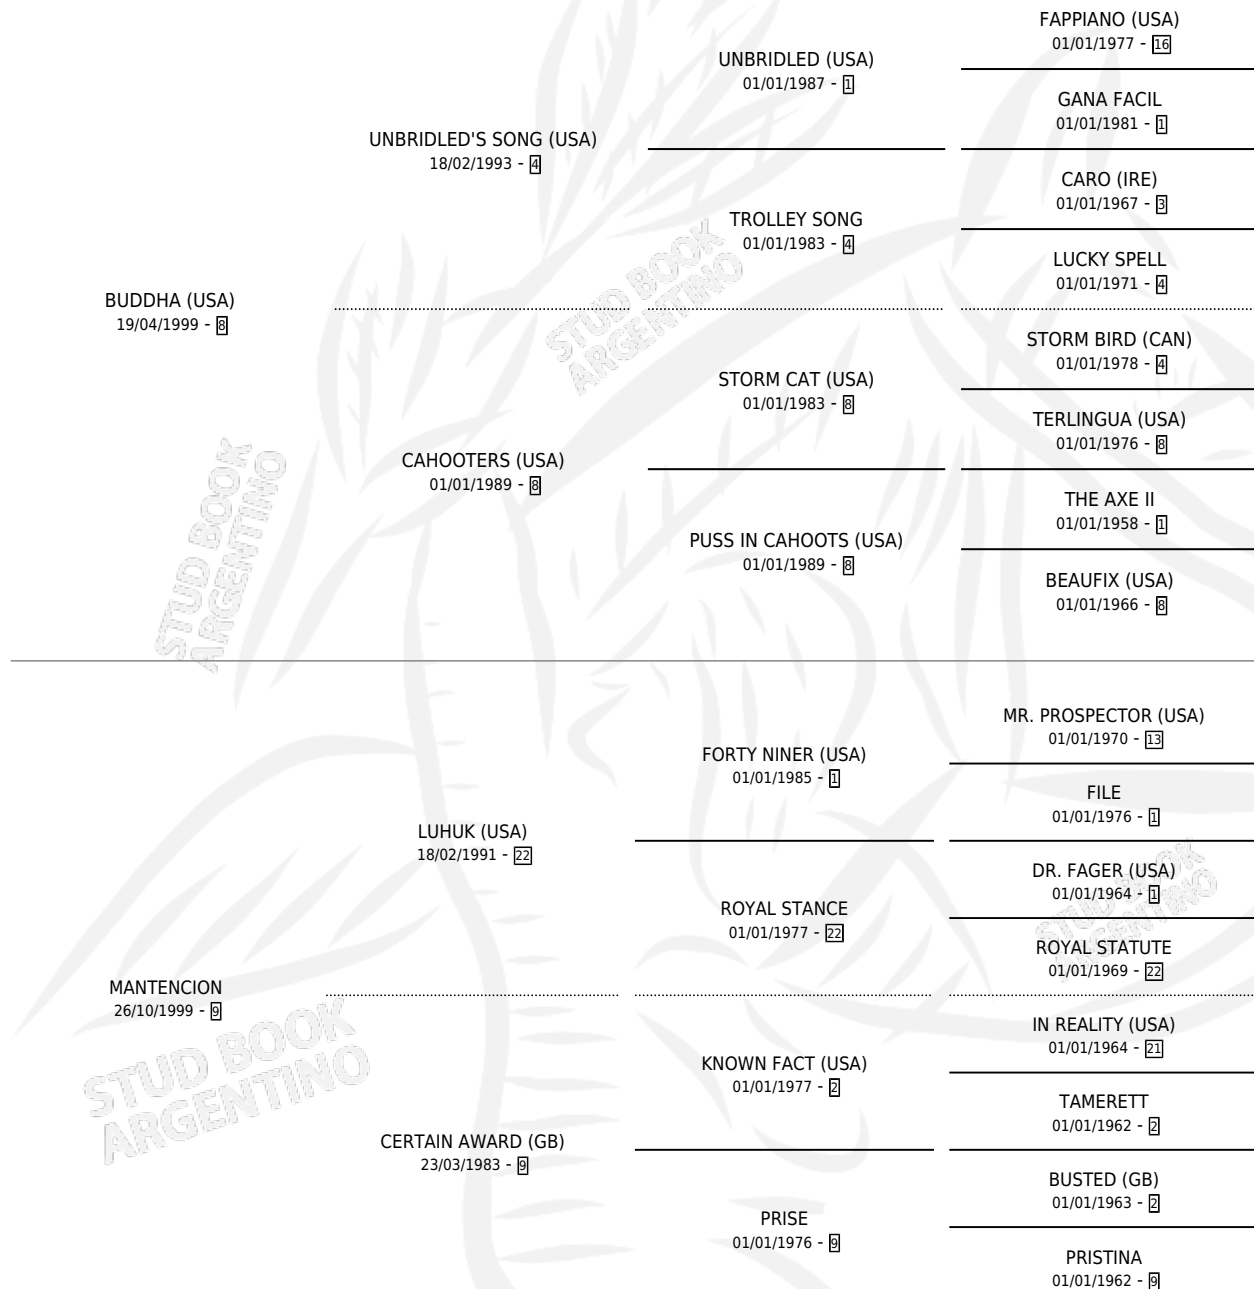 FAPPIANO (USA)
01/01/1977 - 16
UNBRIDLED (USA)
01/01/1987 - 1
GANA FACIL
01/01/1981 - 1
UNBRIDLED'S SONG (USA)
18/02/1993 - 4
CARO (IRE)
01/01/1967 - 3
TROLLEY SONG
01/01/1983 - 4
LUCKY SPELL
01/01/1971 - 4
BUDDHA (USA)
19/04/1999 - 8
STORM BIRD (CAN)
01/01/1978 - 4
STORM CAT (USA)
01/01/1983 - 8
TERLINGUA (USA)
01/01/1976 - 8
CAHOOTERS (USA)
01/01/1989 - 8
THE AXE II
01/01/1958 - 1
PUSS IN CAHOOTS (USA)
01/01/1989 - 8
BEAUFIX (USA)
01/01/1966 - 8
MR. PROSPECTOR (USA)
01/01/1970 - 13
FORTY NINER (USA)
01/01/1985 - 1
FILE
01/01/1976 - 1
LUHUK (USA)
18/02/1991 - 22
DR. FAGER (USA)
01/01/1964 - 1
ROYAL STANCE
01/01/1977 - 22
ROYAL STATUTE
01/01/1969 - 22
MANTENCION
26/10/1999 - 9
IN REALITY (USA)
01/01/1964 - 21
KNOWN FACT (USA)
01/01/1977 - 2
TAMERETT
01/01/1962 - 2
CERTAIN AWARD (GB)
23/03/1983 - 9
BUSTED (GB)
01/01/1963 - 2
PRISE
01/01/1976 - 9
PRISTINA
01/01/1962 - 9
STUD BOOK
ARGENTINO
STUD BOOK
ARGENTINO
STUD BOOK
ARGENTINO
STUD BOOK
ARGENTINO